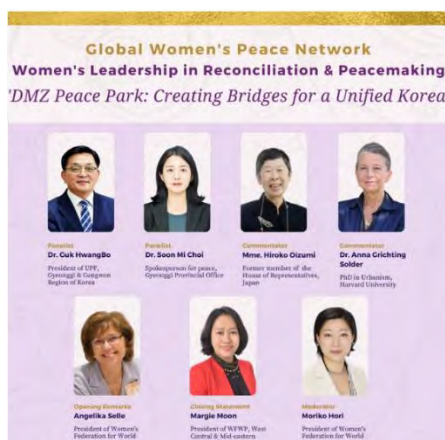 Global Women's Peace Network
Women's Leadership in Reconciliation & Peacemaking
"DMZ Peace Park: Creating Bridges for a Unified Korea
Panelist
Dr. Guk HwangBo
President of UPF,
Gyeonggi & Gangwon
Region of Korea
Panelist
Dr. Soon Mi Choi
Spokesperson for peace,
Gyeonggi Provincial Office
Commentator
Mme. Hiroko Oizumi
Former member of the
House of Representatives,
Japan
Commentator
Dr. Anna Grichting
Solder
PhD in Urbanism,
Harvard University
Opening Remarks
Angelika Selle
President of Women's
Federation for World
Closing Statement
Margie Moon
President of WFWP, West
Central & Mid-eastern
Moderator
Moriko Hori
President of Women's
Federation for World